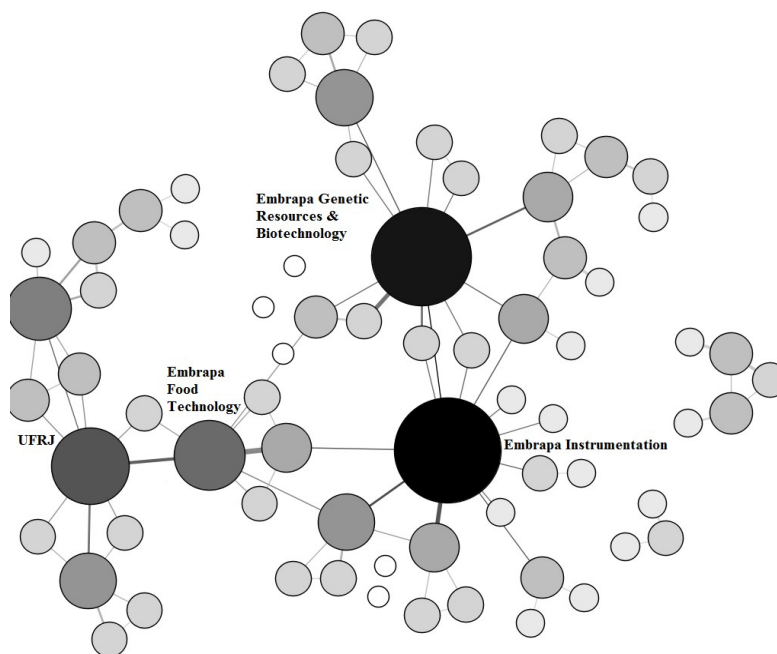 Embrapa Genetic
Resources &
Biotechnology
Embrapa
Food
Technology
UFRJ
Embrapa Instrumentation